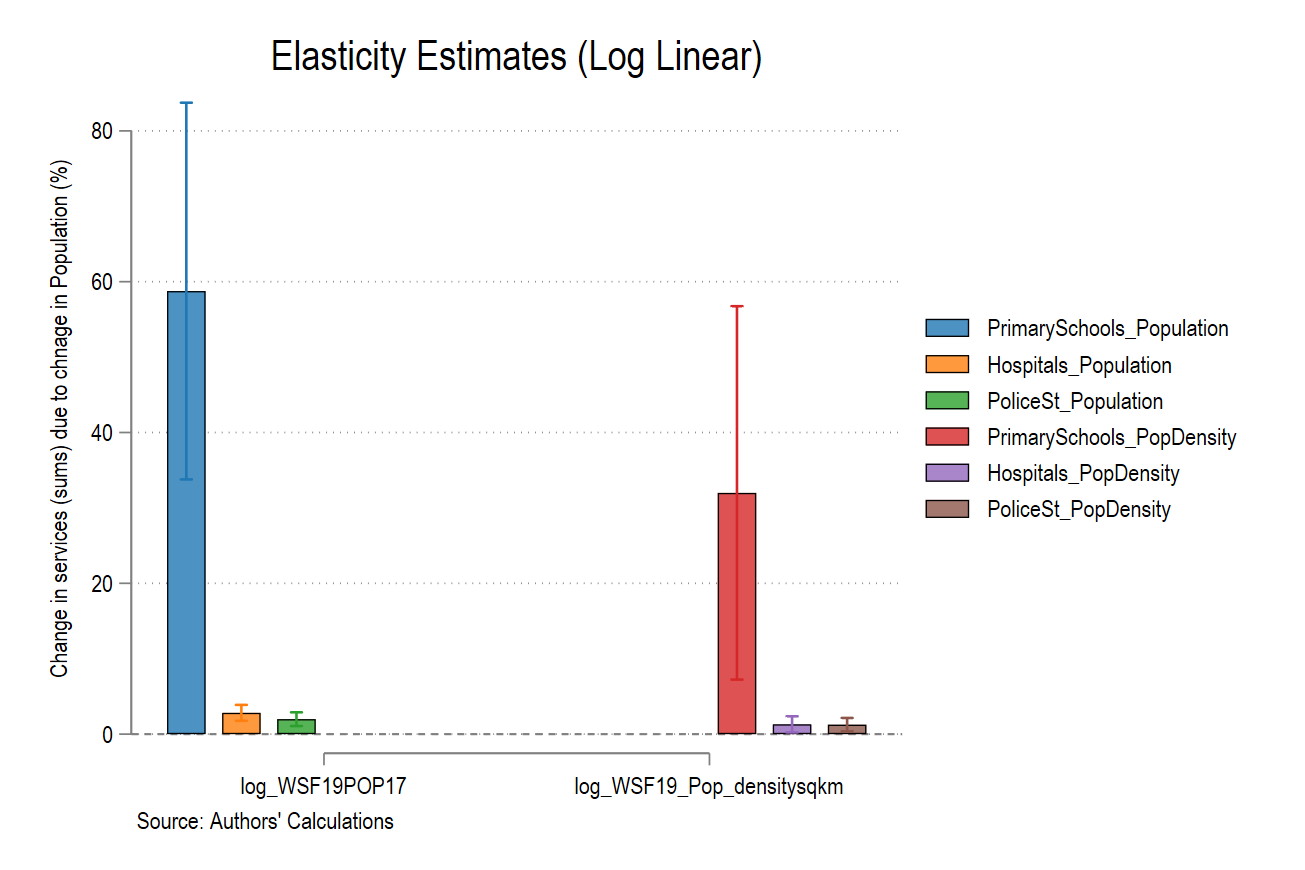 Elasticity Estimates (Log Linear)
Change in services (sums) due to chnage in Population (%)
80
60
40
20
0
log_WSF19POP17
log_WSF19_Pop_densitysqkm
PrimarySchools_Population
Hospitals_Population
PoliceSt_Population
PrimarySchools_PopDensity
Hospitals_PopDensity
PoliceSt_PopDensity
Source: Authors' Calculations